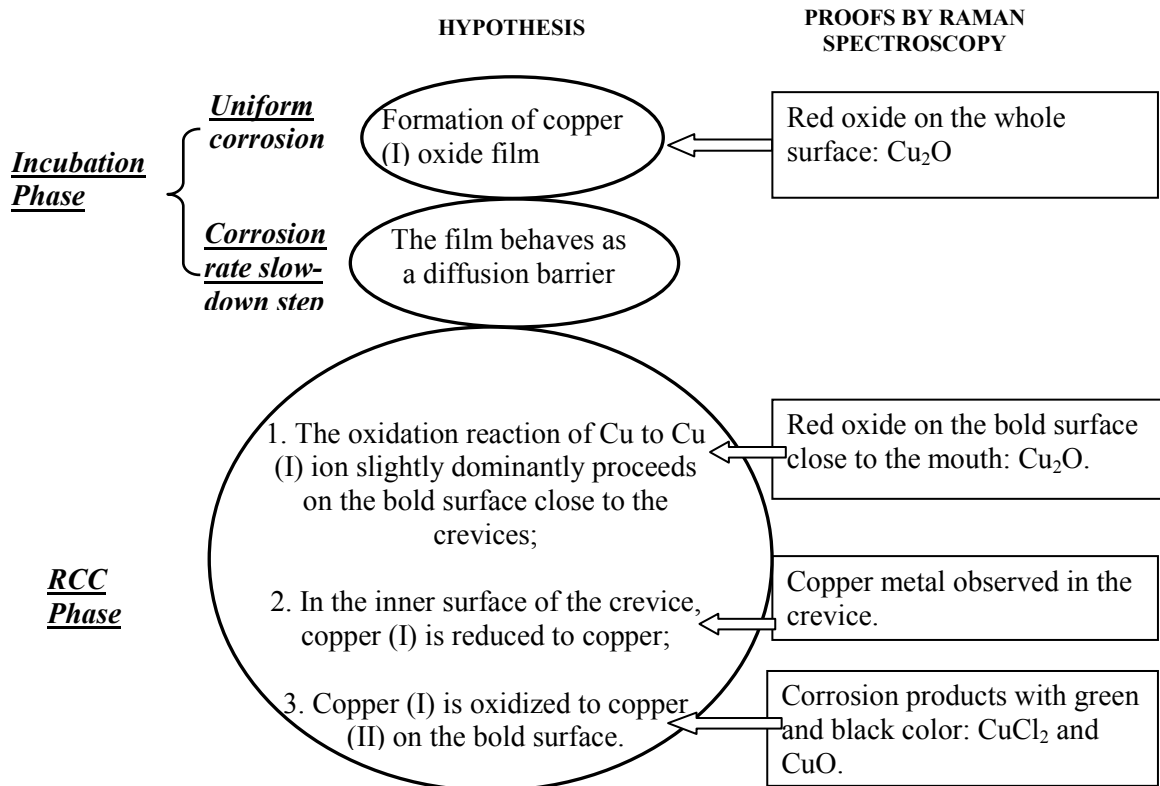 HYPOTHESIS
PROOFS BY RAMAN
SPECTROSCOPY
Incubation
Phase
Uniform
corrosion
Formation of copper
(I) oxide film
Red oxide on the whole
surface: Cu₂O
Corrosion
rate slow-
down step
The film behaves as
a diffusion barrier
RCC
Phase
1. The oxidation reaction of Cu to Cu
(I) ion slightly dominantly proceeds
on the bold surface close to the
crevices;
Red oxide on the bold surface
close to the mouth: Cu₂O.
2. In the inner surface of the crevice,
copper (I) is reduced to copper;
Copper metal observed in the
crevice.
3. Copper (I) is oxidized to copper
(II) on the bold surface.
Corrosion products with green
and black color: CuCl₂ and
CuO.